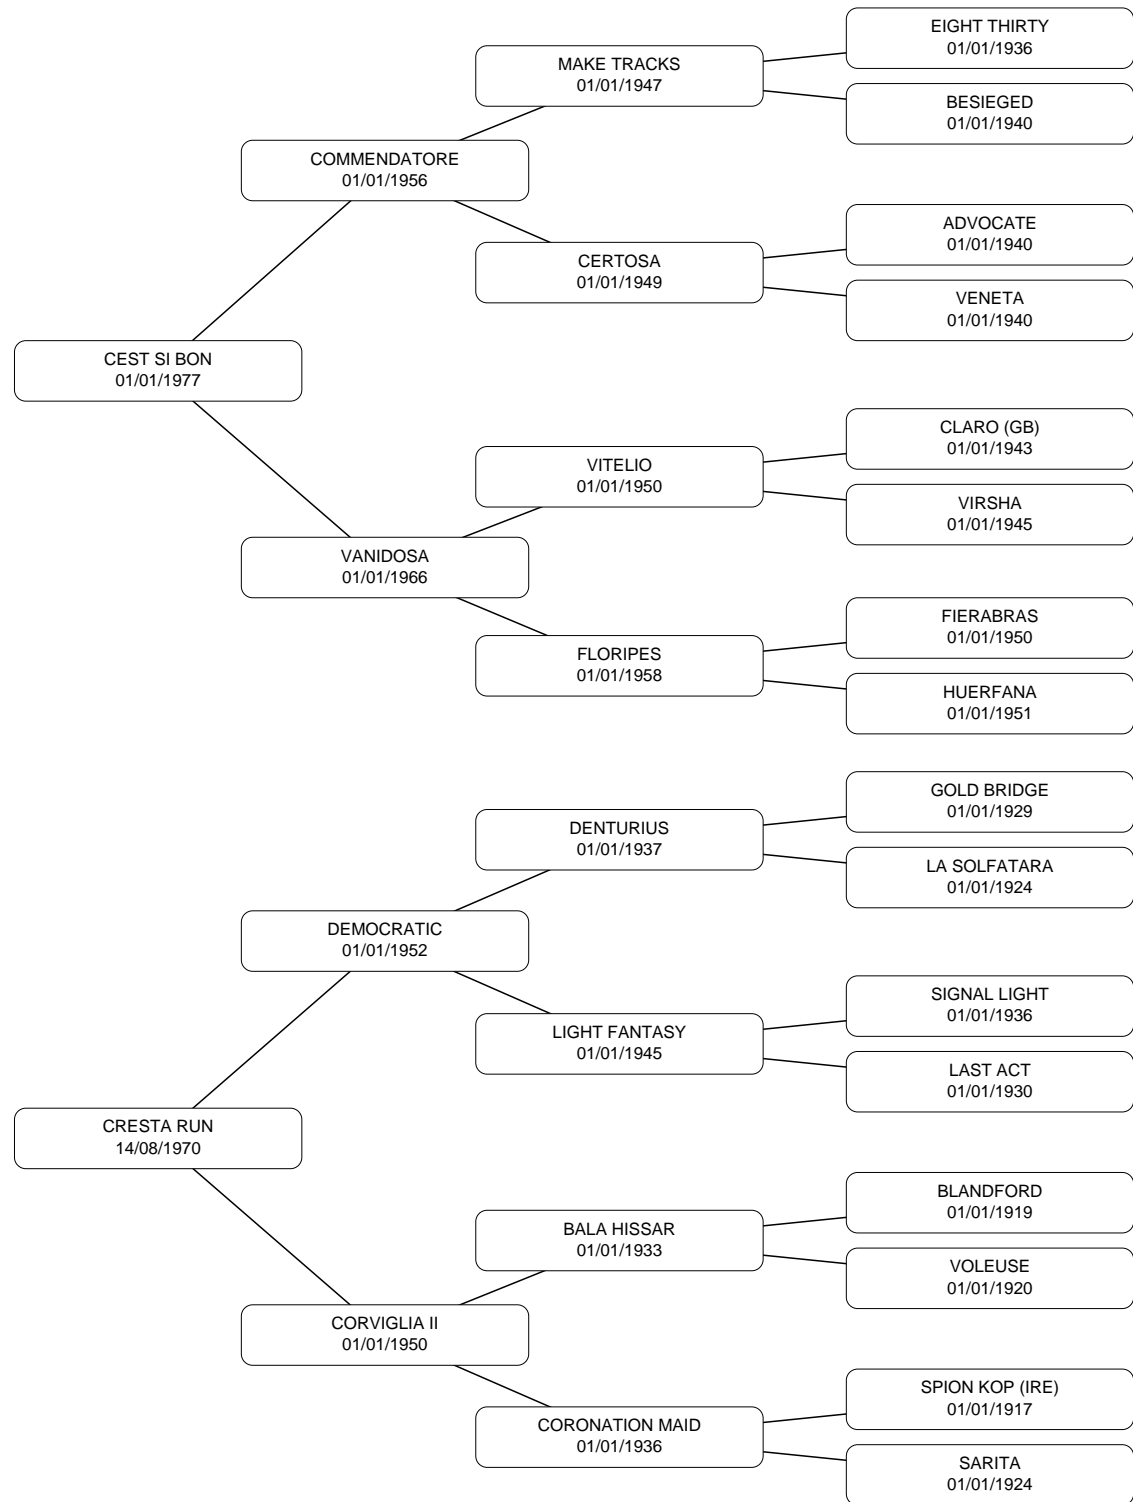 EIGHT THIRTY
01/01/1936
MAKE TRACKS
01/01/1947
BESIEGED
01/01/1940
COMMENDATORE
01/01/1956
ADVOCATE
01/01/1940
CERTOSA
01/01/1949
VENETA
01/01/1940
CEST SI BON
01/01/1977
CLARO (GB)
01/01/1943
VITELIO
01/01/1950
VIRSHA
01/01/1945
VANIDOSA
01/01/1966
FIERABRAS
01/01/1950
FLORIPES
01/01/1958
HUERFANA
01/01/1951
GOLD BRIDGE
01/01/1929
DENTURIUS
01/01/1937
LA SOLFATARA
01/01/1924
DEMOCRATIC
01/01/1952
SIGNAL LIGHT
01/01/1936
LIGHT FANTASY
01/01/1945
LAST ACT
01/01/1930
CRESTA RUN
14/08/1970
BLANDFORD
01/01/1919
BALA HISSAR
01/01/1933
VOLEUSE
01/01/1920
CORVIGLIA II
01/01/1950
SPION KOP (IRE)
01/01/1917
CORONATION MAID
01/01/1936
SARITA
01/01/1924